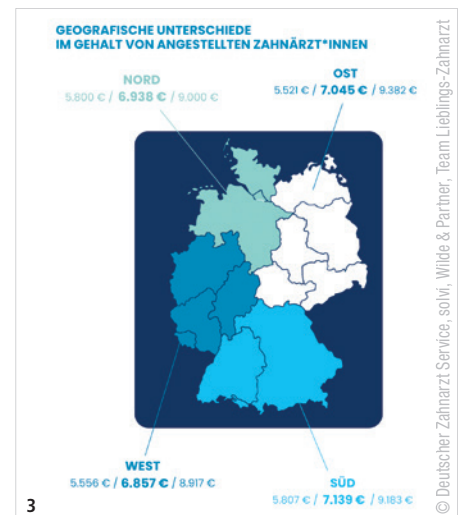 GEOGRAFISCHE UNTERSCHIEDE
IM GEHALT VON ANGESTELLTEN ZAHNÄRZT*INNEN
NORD
5.800 € / 6.938 € / 9.000 €
OST
5.521 € / 7.045 € / 9.382 €
WEST
5.556 € / 6.857 € / 8.917 €
SÜD
5.807 € / 7.139 € / 9.183 €
3
© Deutscher Zahnarzt Service, solvi, Wilde & Partner, Team Lieblings-Zahnarzt